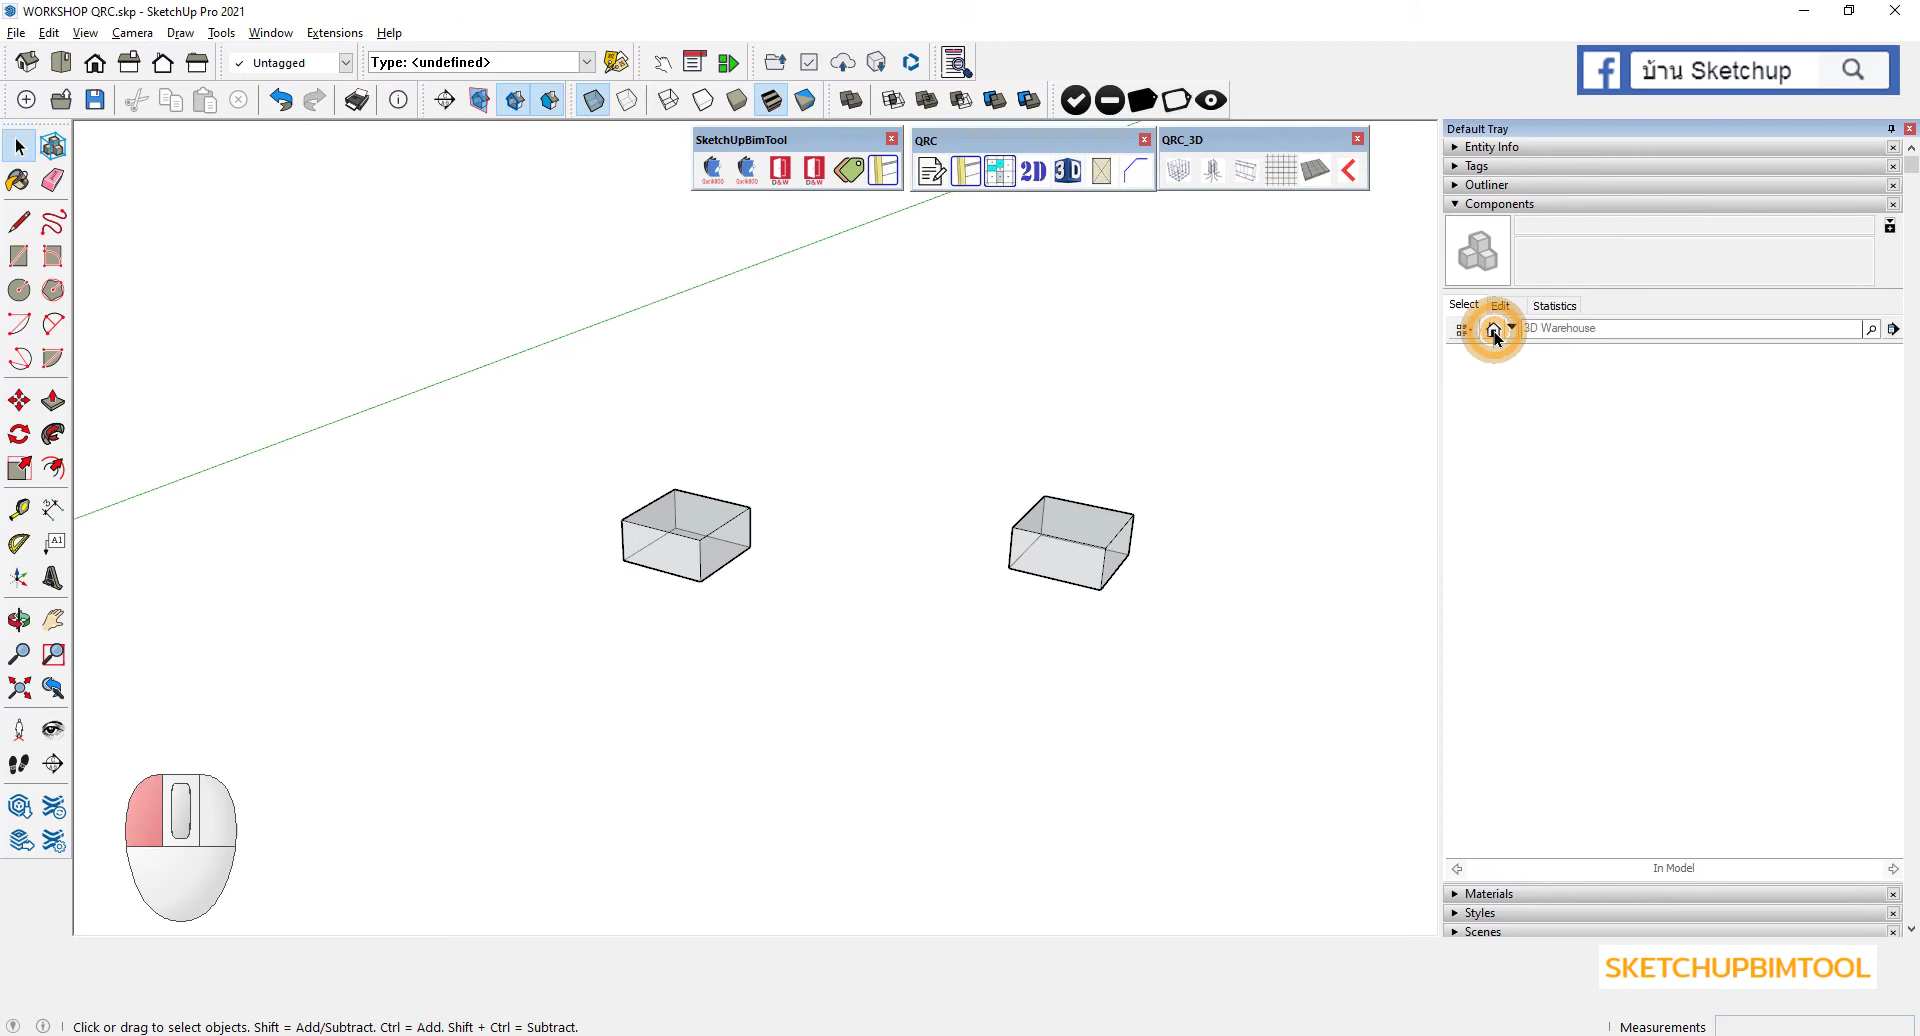 WORKSHOP QRC.skp - SketchUp Pro 2021
File Edit View Camera Draw Tools Window Extensions Help
Untagged
Type: <undefined>
บ้าน Sketchup
Default Tray
SketchUpBimTool
QRC
QRC_3D
QuickBOQ QuickBOQ D&W D&W
2D 3D
Entity Info
Tags
Outliner
Components
Select Edit Statistics
3D Warehouse
A1
In Model
Materials
Styles
Scenes
SKETCHUPBIMTOOL
Click or drag to select objects. Shift = Add/Subtract. Ctrl = Add. Shift + Ctrl = Subtract.
Measurements